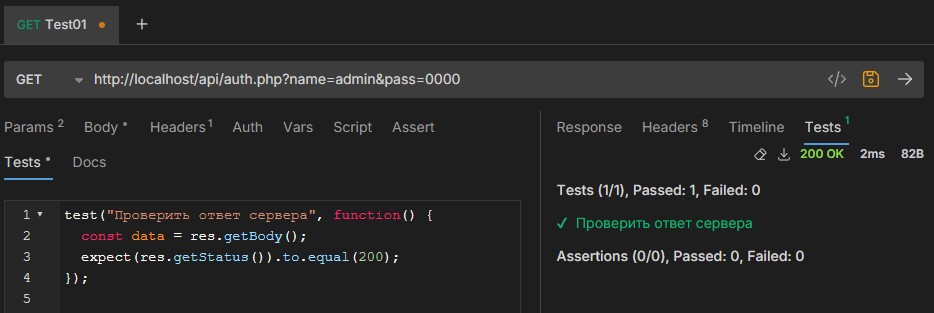 GET Test01
+
GET http://localhost/api/auth.php?name=admin&pass=0000 </>
Params 2 Body Headers 1 Auth Vars Script Assert
Tests Docs
1 test("Проверить ответ сервера", function() {
2 const data = res.getBody();
3 expect(res.getStatus()).to.equal(200);
4 });
5
Response Headers 8 Timeline Tests 1
200 OK 2ms 82B
Tests (1/1), Passed: 1, Failed: 0
✓ Проверить ответ сервера
Assertions (0/0), Passed: 0, Failed: 0